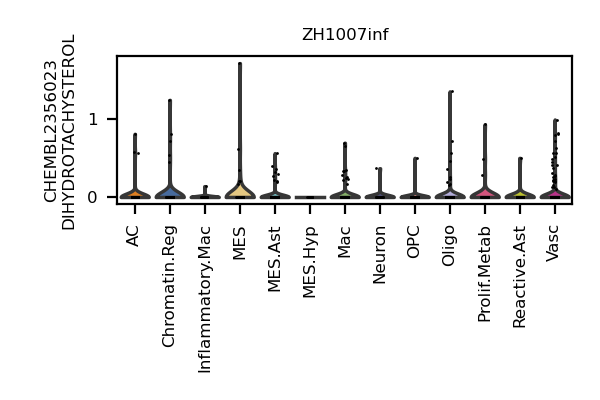 ZH1007inf
CHEMBL2356023
DIHYDROTACHYSTEROL
1
0
AC
Chromatin.Reg
Inflammatory.Mac
MES
MES.Ast
MES.Hyp
Mac
Neuron
OPC
Oligo
Prolif.Metab
Reactive.Ast
Vasc